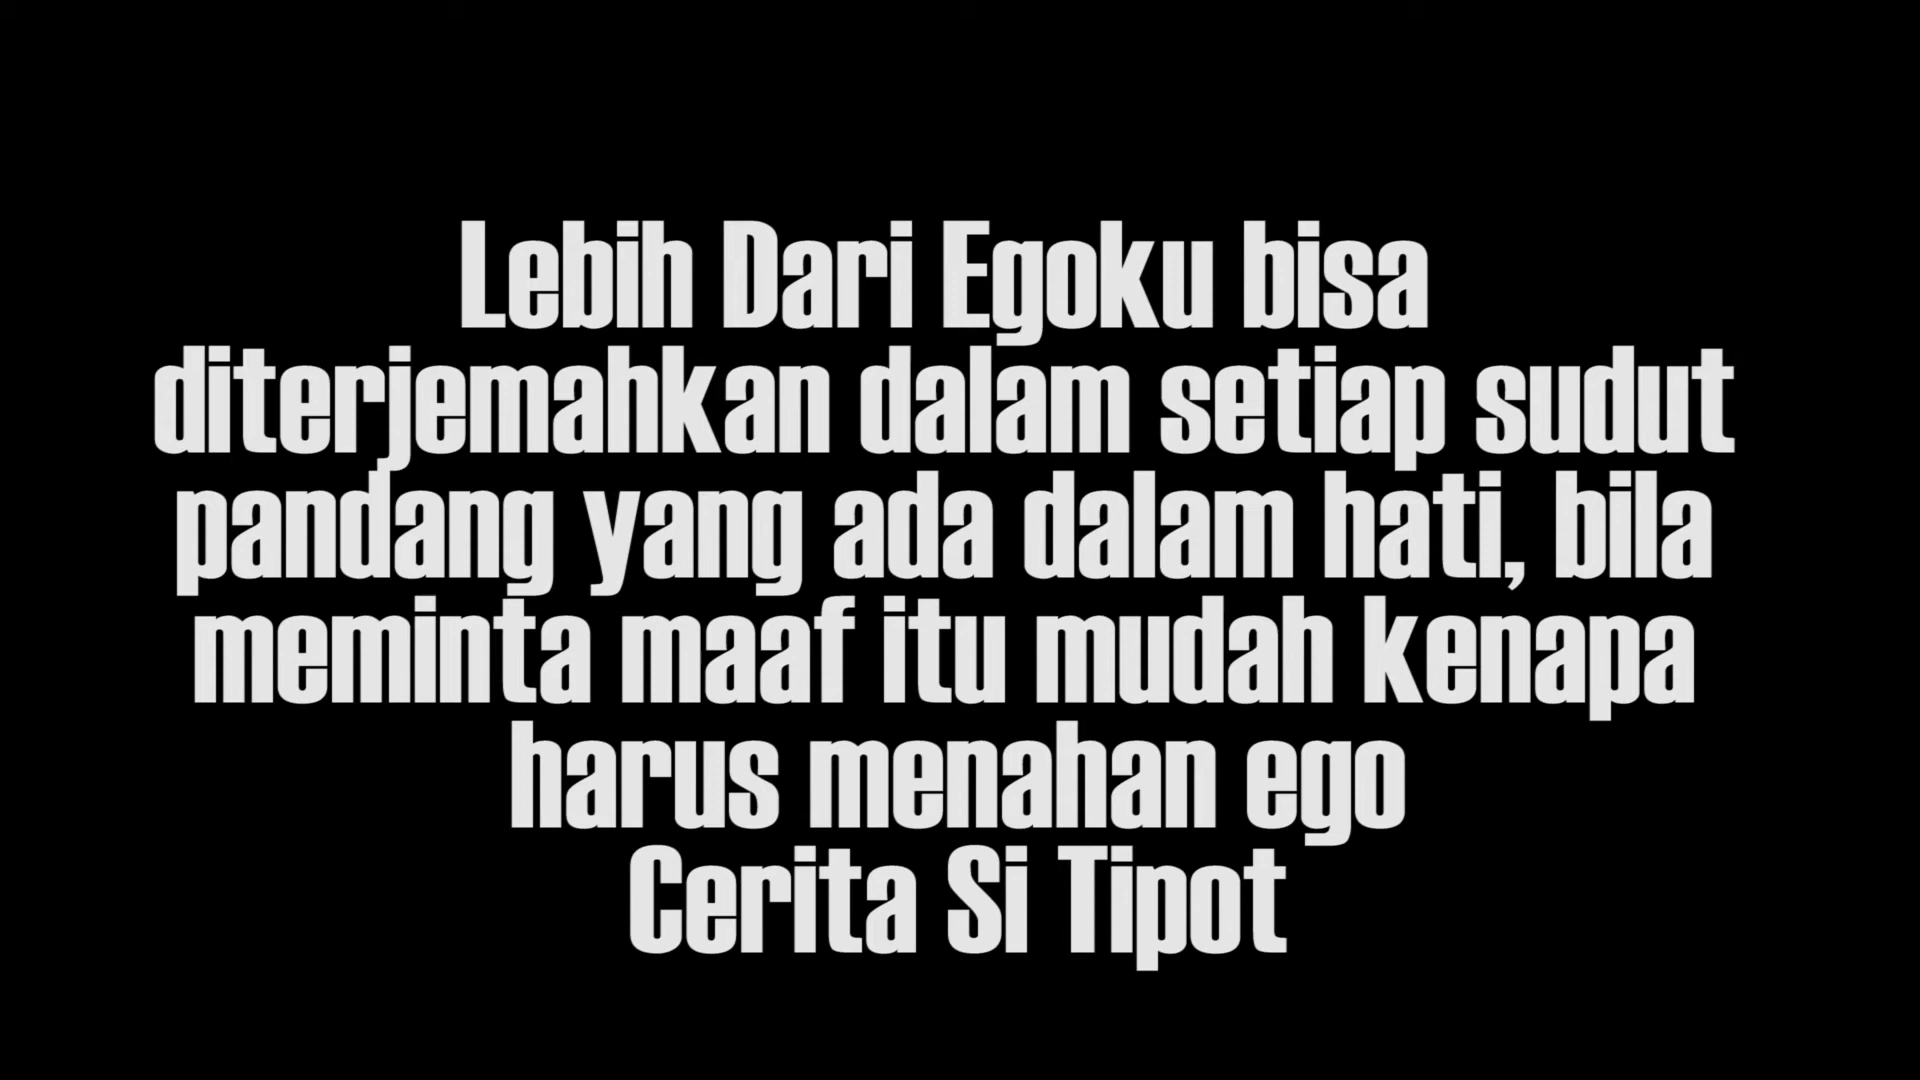 Lebih Dari Egoku bisa
diterjemahkan dalam setiap sudut
pandang yang ada dalam hati, bila
meminta maaf itu mudah kenapa
harus menahan ego
Cerita Si Tipot